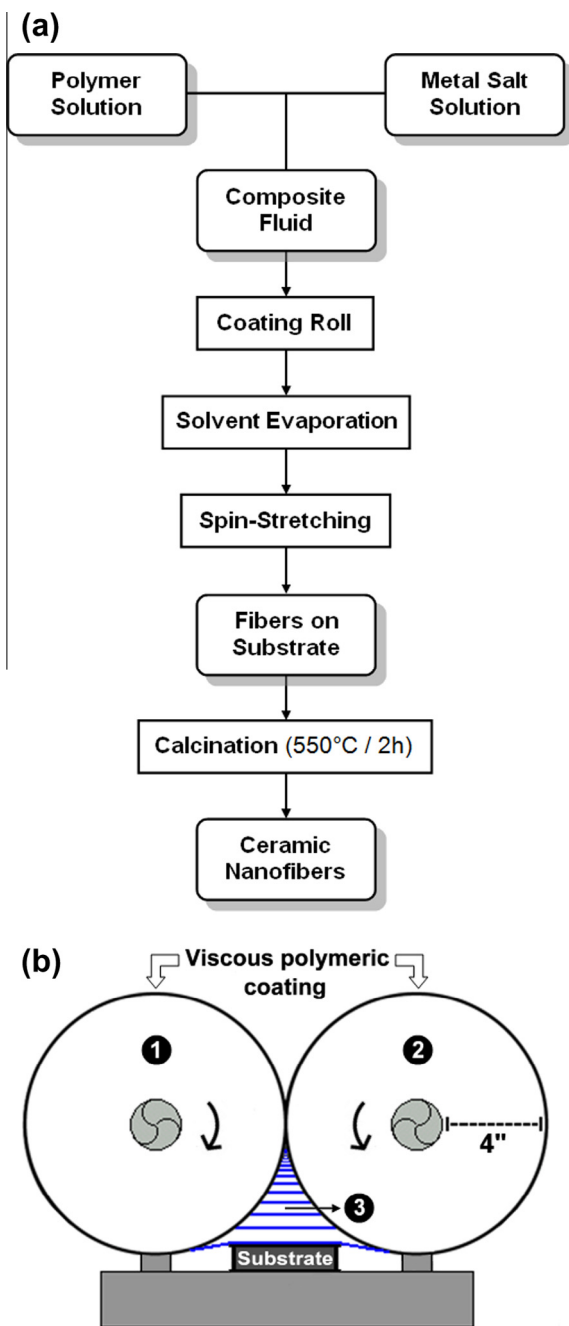 (a)
Polymer
Solution
Metal Salt
Solution
Composite
Fluid
Coating Roll
Solvent Evaporation
Spin-Stretching
Fibers on
Substrate
Calcination (550°C / 2h)
Ceramic
Nanofibers
(b)
Viscous polymeric
coating
1
2
4"
3
Substrate